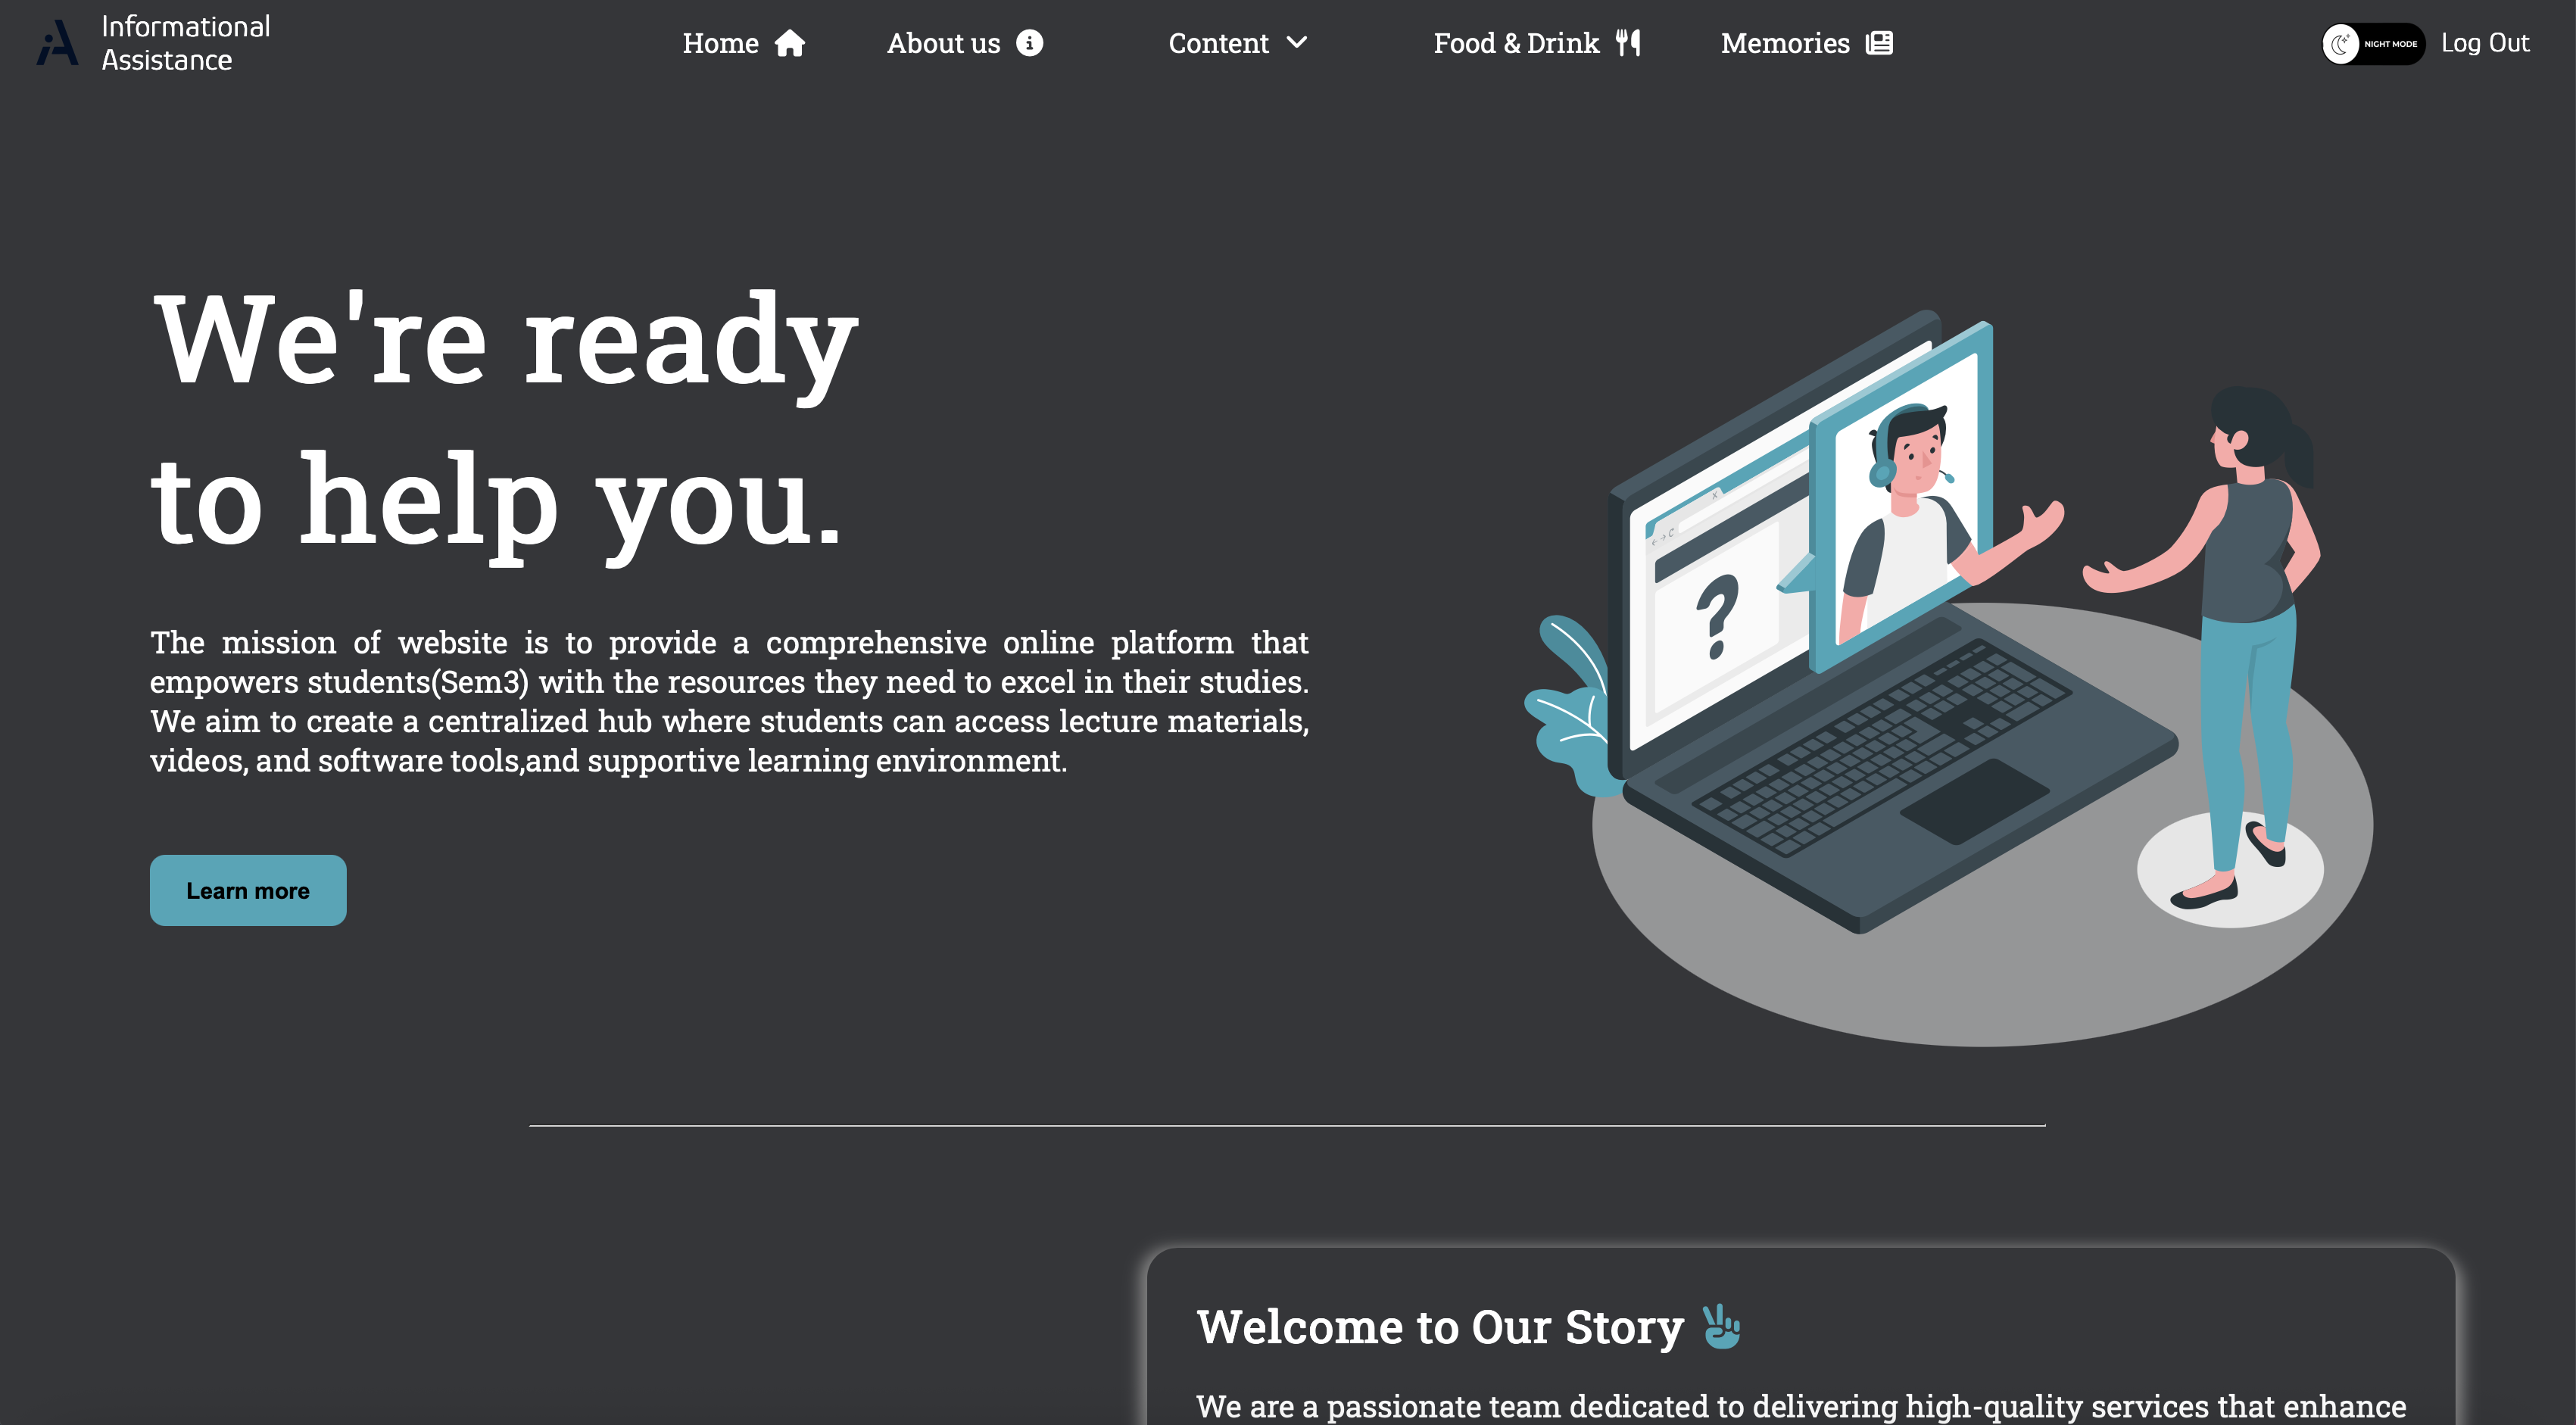 Informational
Assistance
Home
About us
Content
Food & Drink
Memories
NIGHT MODE
Log Out
We're ready
to help you.
The mission of website is to provide a comprehensive online platform that
empowers students(Sem3) with the resources they need to excel in their studies.
We aim to create a centralized hub where students can access lecture materials,
videos, and software tools,and supportive learning environment.
Learn more
?
Welcome to Our Story
We are a passionate team dedicated to delivering high-quality services that enhance